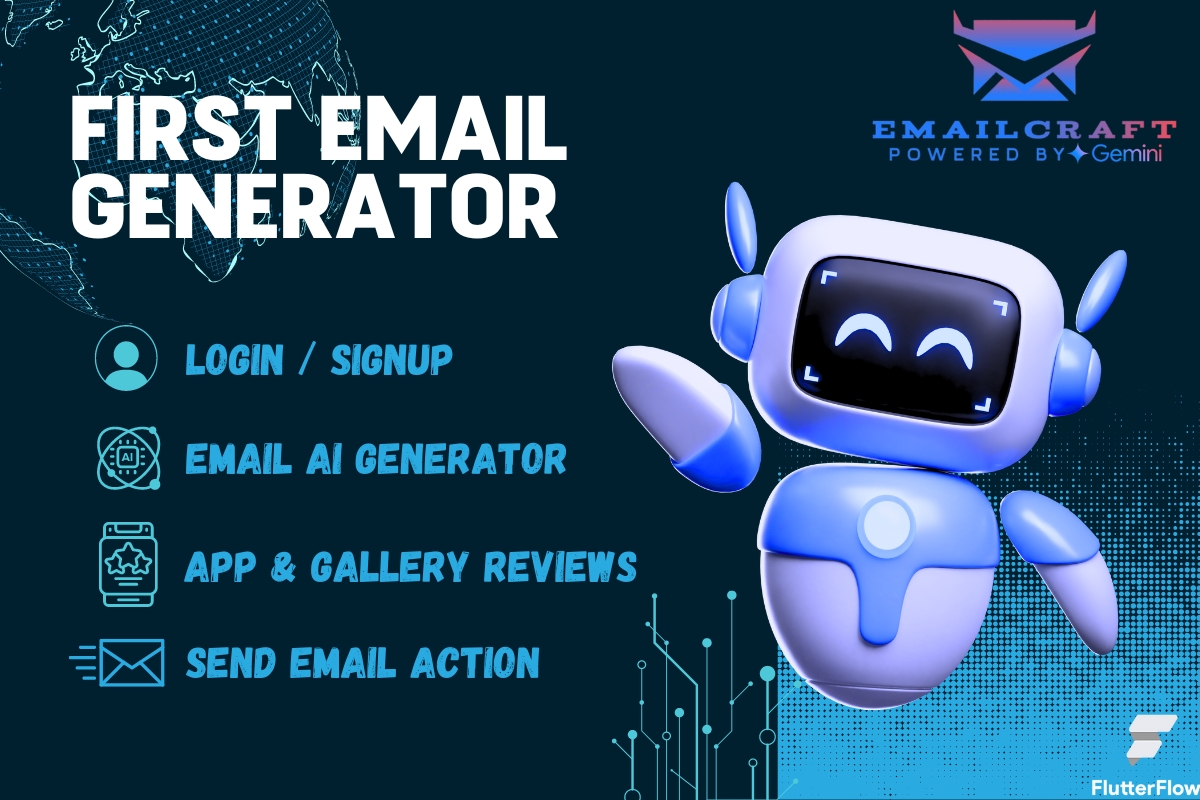 FIRST EMAIL
GENERATOR
EMAILCRAFT
POWERED BY Gemini
LOGIN / SIGNUP
AI
EMAIL AI GENERATOR
APP & GALLERY REVIEWS
SEND EMAIL ACTION
FlutterFlow